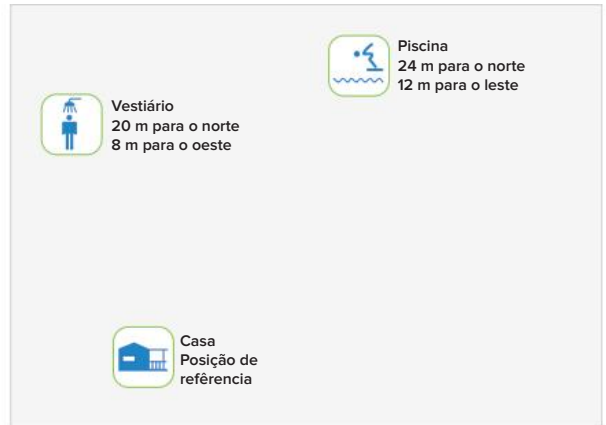 Piscina
24 m para o norte
12 m para o leste
Vestiário
20 m para o norte
8 m para o oeste
Casa
Posição de
refêrencia